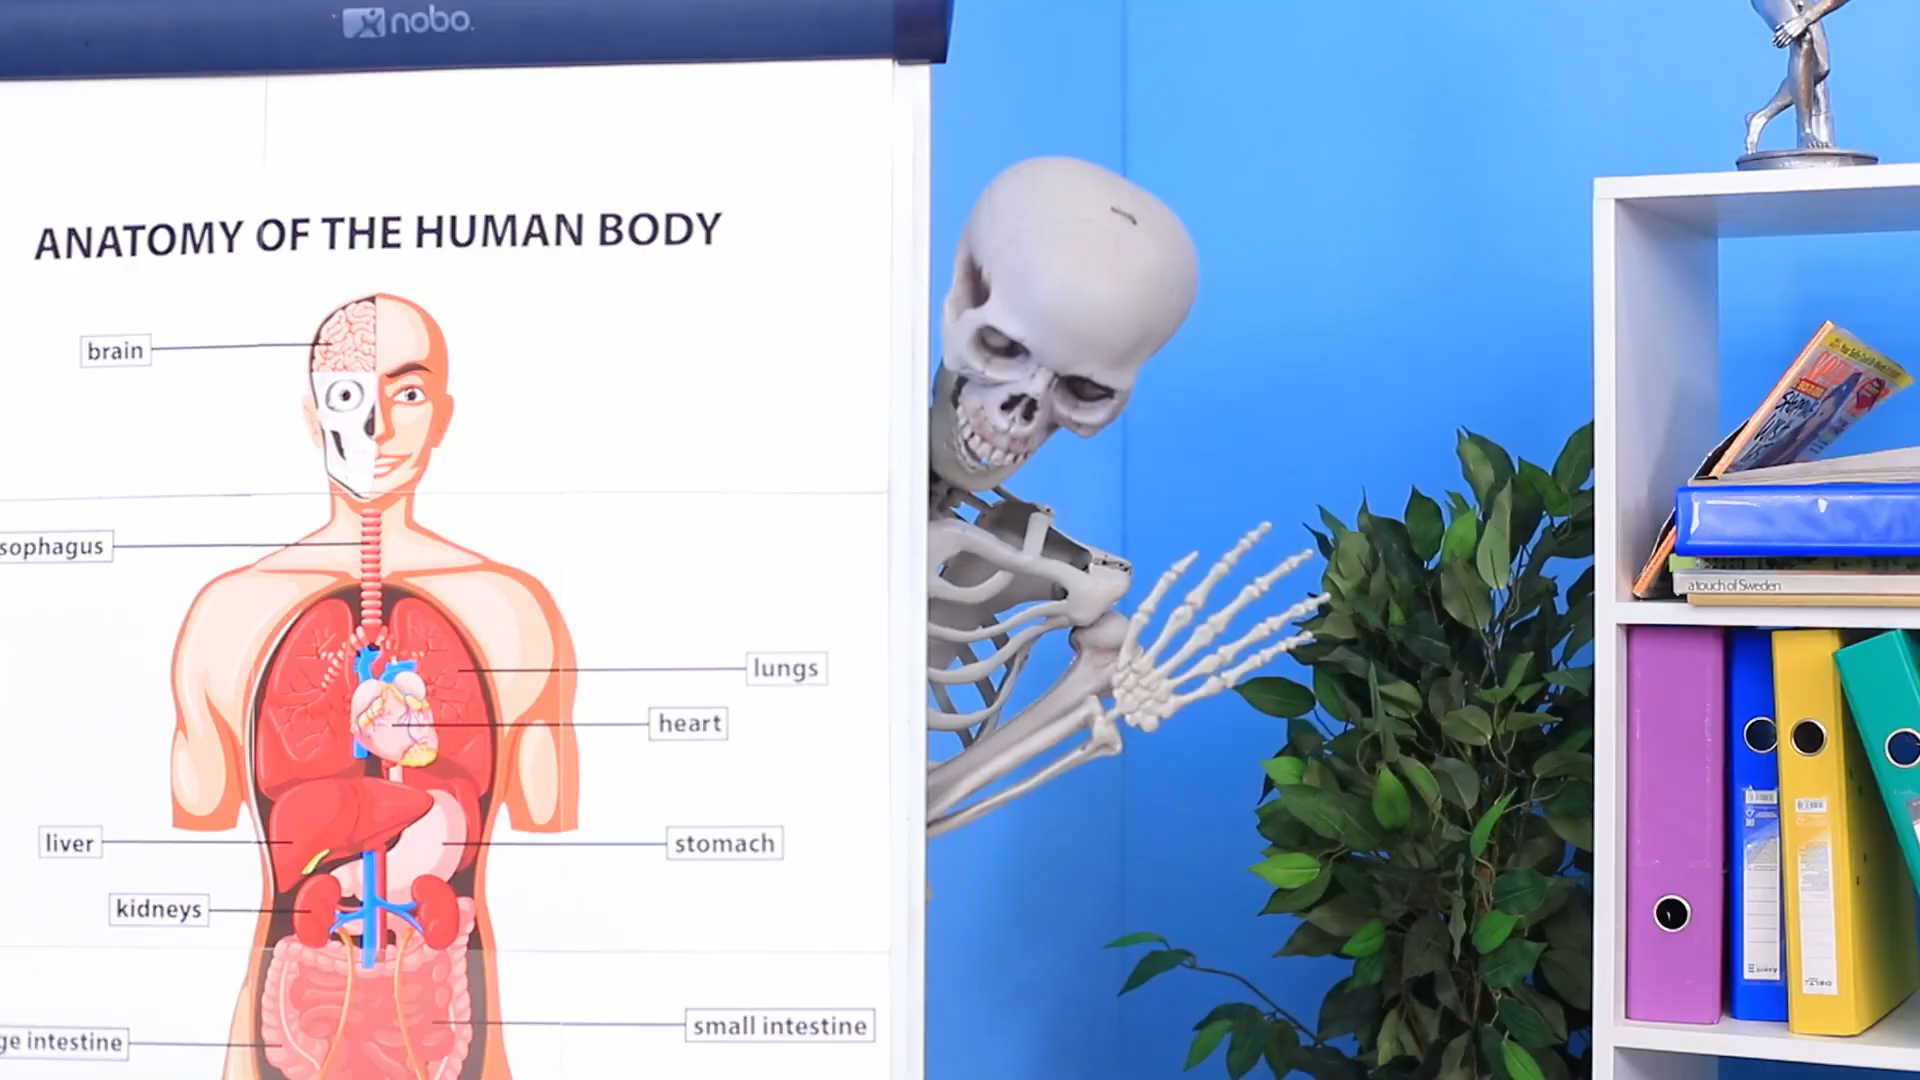 nobo
ANATOMY OF THE HUMAN BODY
brain
sophagus
lungs
heart
liver
stomach
kidneys
small intestine
ge intestine
a touch of Sweden